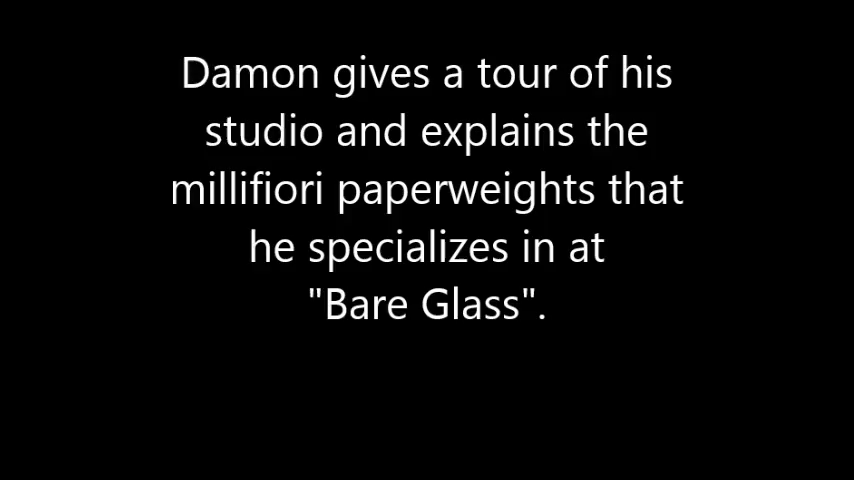 Damon gives a tour of his
studio and explains the
millifiori paperweights that
he specializes in at
"Bare Glass".